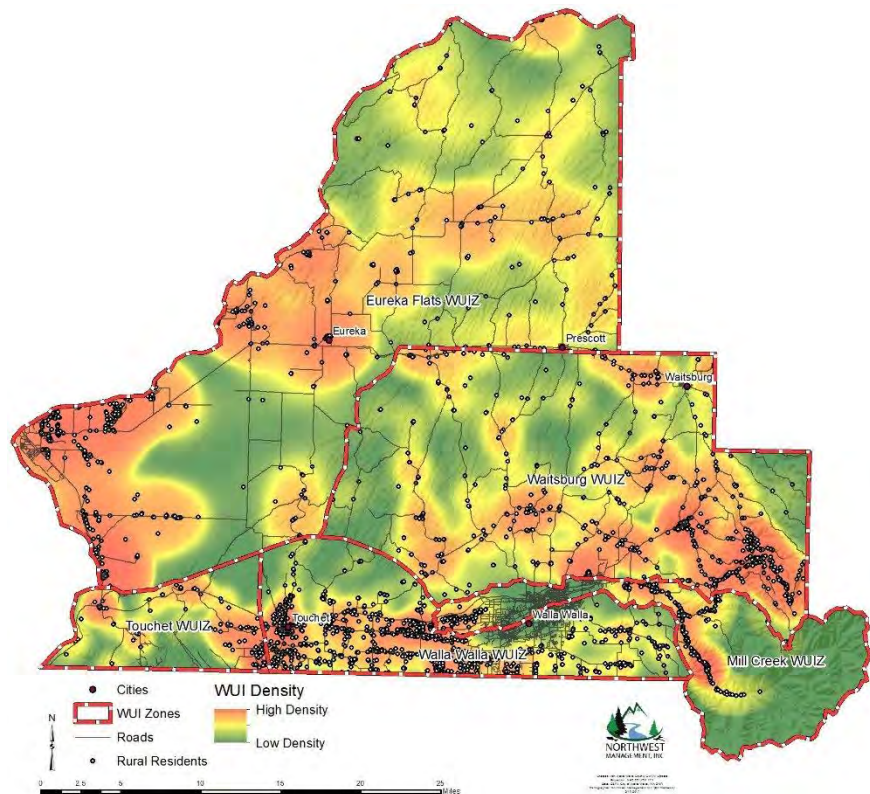 Eureka Flats WUIZ
Eureka
Prescott
Waitsburg
Waitsburg WUIZ
Touchet WUIZ
Touchet
Walla Walla
Walla Walla WUIZ
Mill Creek WUIZ
Cities
WUI Zones
Roads
Rural Residents
WUI Density
High Density
Low Density
N
NORTHWEST
MANAGEMENT, INC.
0 2.5 5 10 15 20 25
Miles